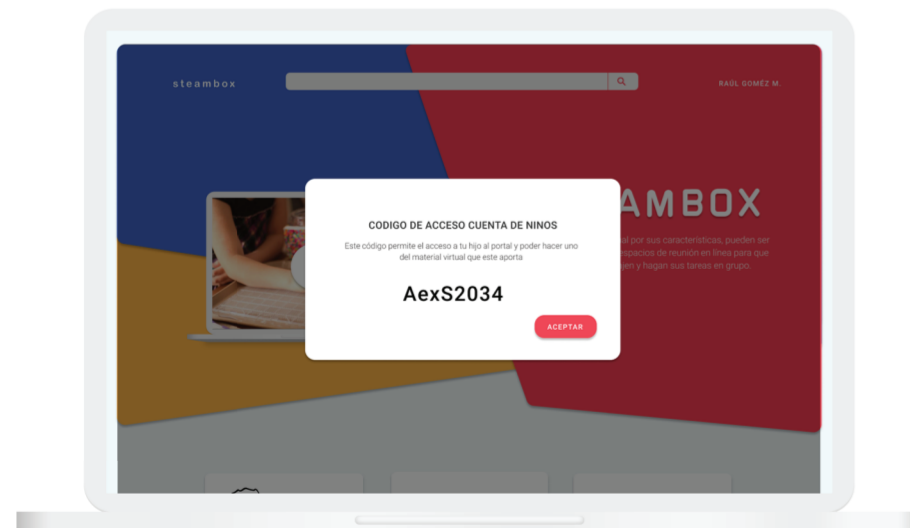 steambox
RAÚL GOMÉZ M.
AMBOX
al por sus características, pueden ser
espacios de reunión en línea para que
jen y hagan sus tareas en grupo.
CODIGO DE ACCESO CUENTA DE NINOS
Este código permite el acceso a tu hijo al portal y poder hacer uno
del material virtual que este aporta
AexS2034
ACEPTAR